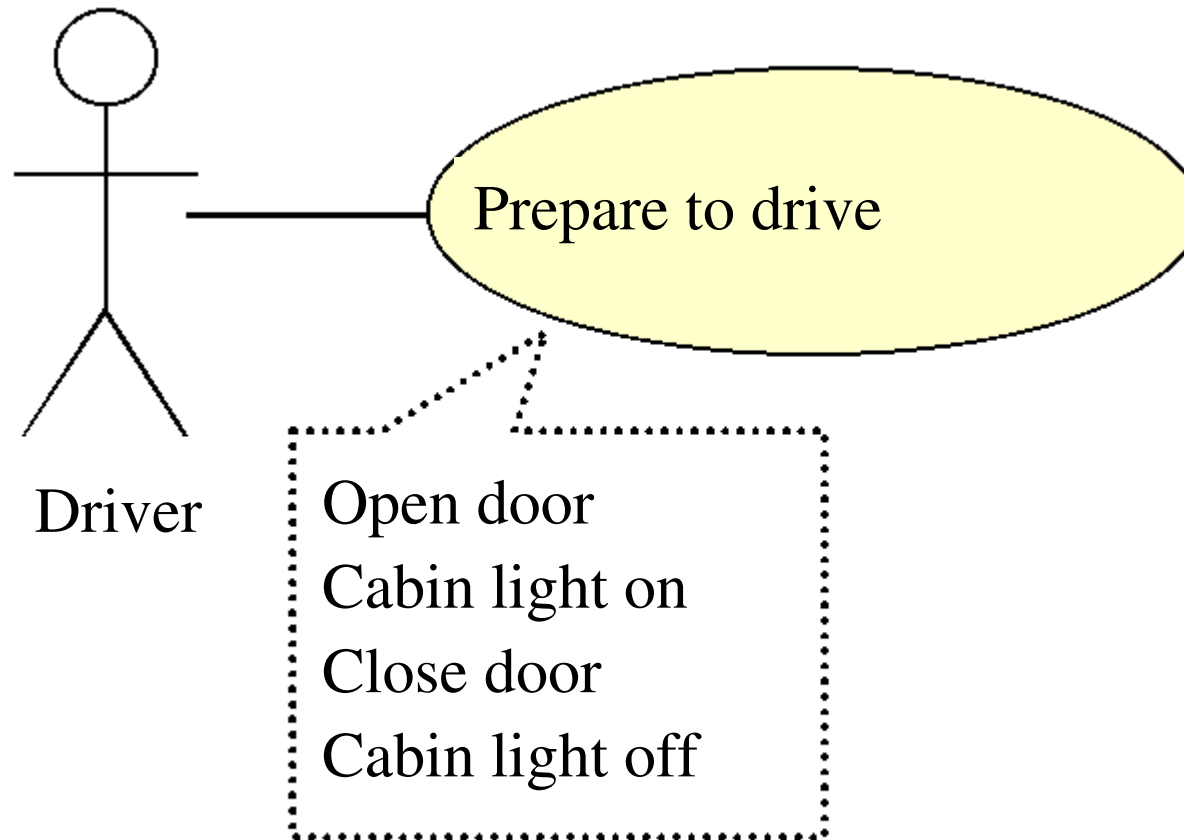 Prepare to drive
Driver
Open door
Cabin light on
Close door
Cabin light off